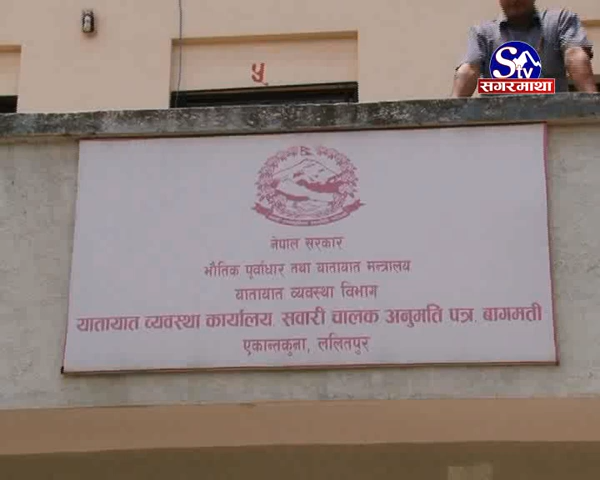 STV
सगरमाथा
५
नेपाल सरकार
भौतिक पूर्वाधार तथा यातायात मन्त्रालय
यातायात व्यवस्था विभाग
यातायात व्यवस्था कार्यालय, सवारी चालक अनुमति पत्र, बागमती
एकान्तकुना, ललितपुर